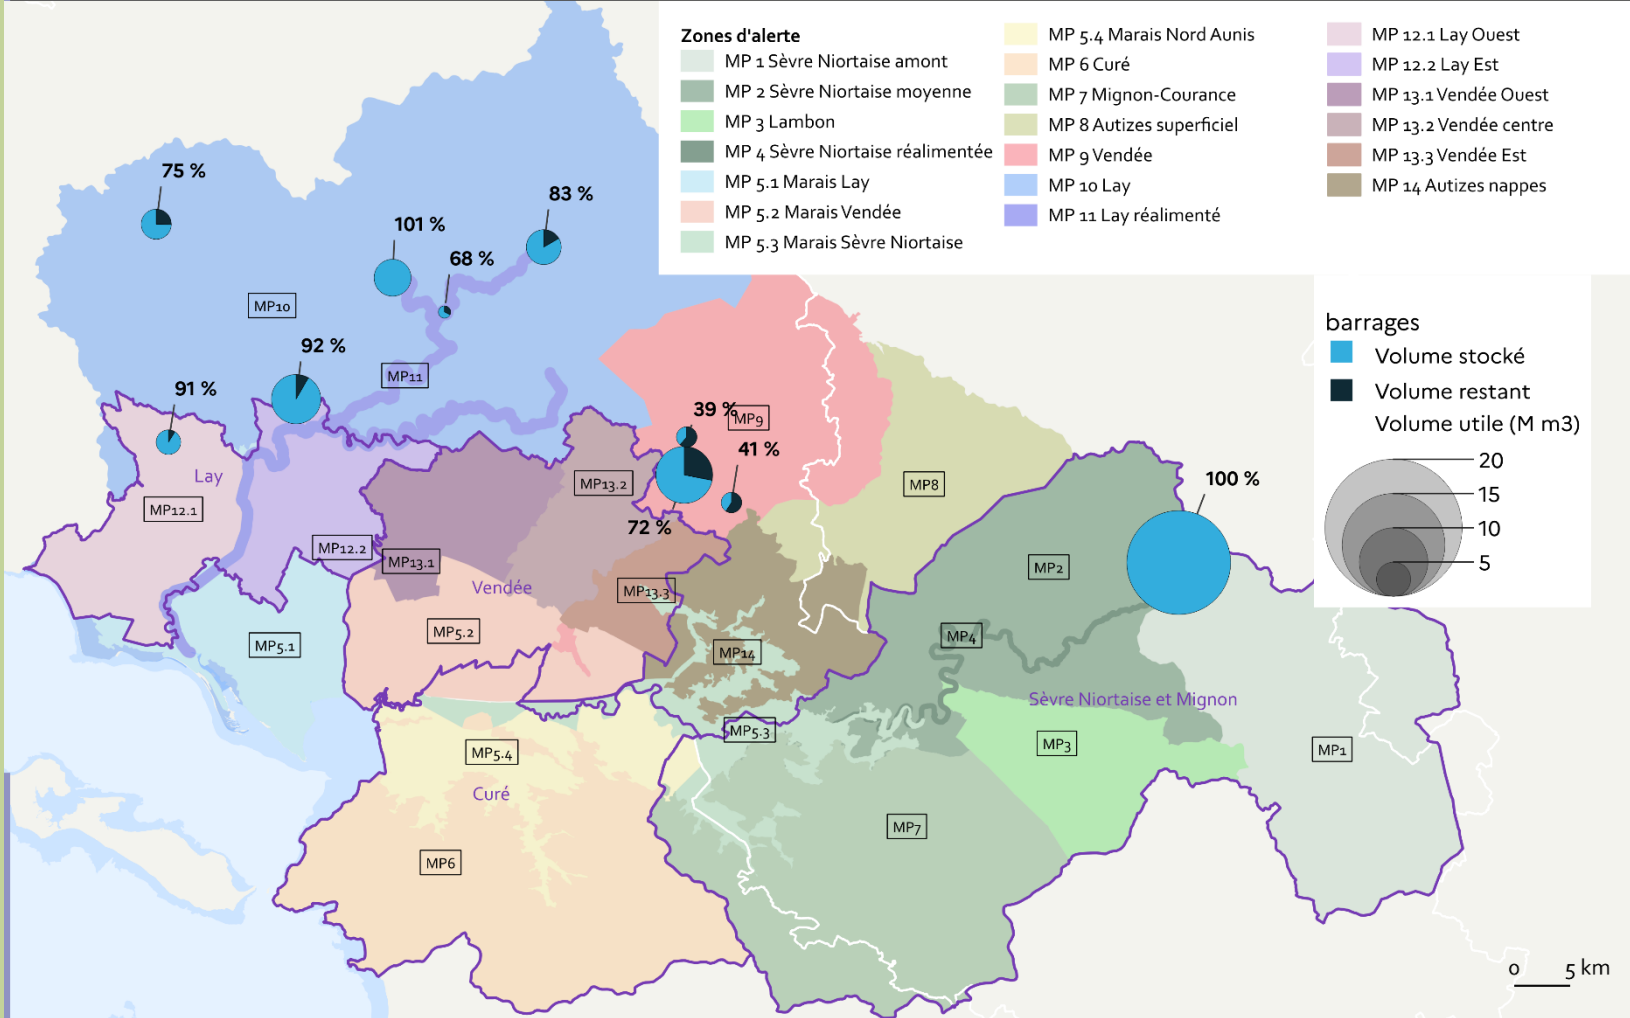 Zones d'alerte
MP 1 Sèvre Niortaise amont
MP 2 Sèvre Niortaise moyenne
MP 3 Lambon
MP 4 Sèvre Niortaise réalimentée
MP 5.1 Marais Lay
MP 5.2 Marais Vendée
MP 5.3 Marais Sèvre Niortaise
MP 5.4 Marais Nord Aunis
MP 6 Curé
MP 7 Mignon-Courance
MP 8 Autizes superficiel
MP 9 Vendée
MP 10 Lay
MP 11 Lay réalimenté
MP 12.1 Lay Ouest
MP 12.2 Lay Est
MP 13.1 Vendée Ouest
MP 13.2 Vendée centre
MP 13.3 Vendée Est
MP 14 Autizes nappes
barrages
Volume stocké
Volume restant
Volume utile (M m3)
20
15
10
5
75 %
83 %
101 %
68 %
MP10
92 %
MP11
91 %
39 %
MP9
41 %
Lay
MP13.2
MP8
100 %
MP12.1
72 %
MP12.2
MP13.1
MP2
Vendée
MP13.3
MP5.2
MP4
MP5.1
MP14
Sèvre Niortaise et Mignon
MP5.3
MP3
MP1
MP5.4
Curé
MP7
MP6
0 5 km